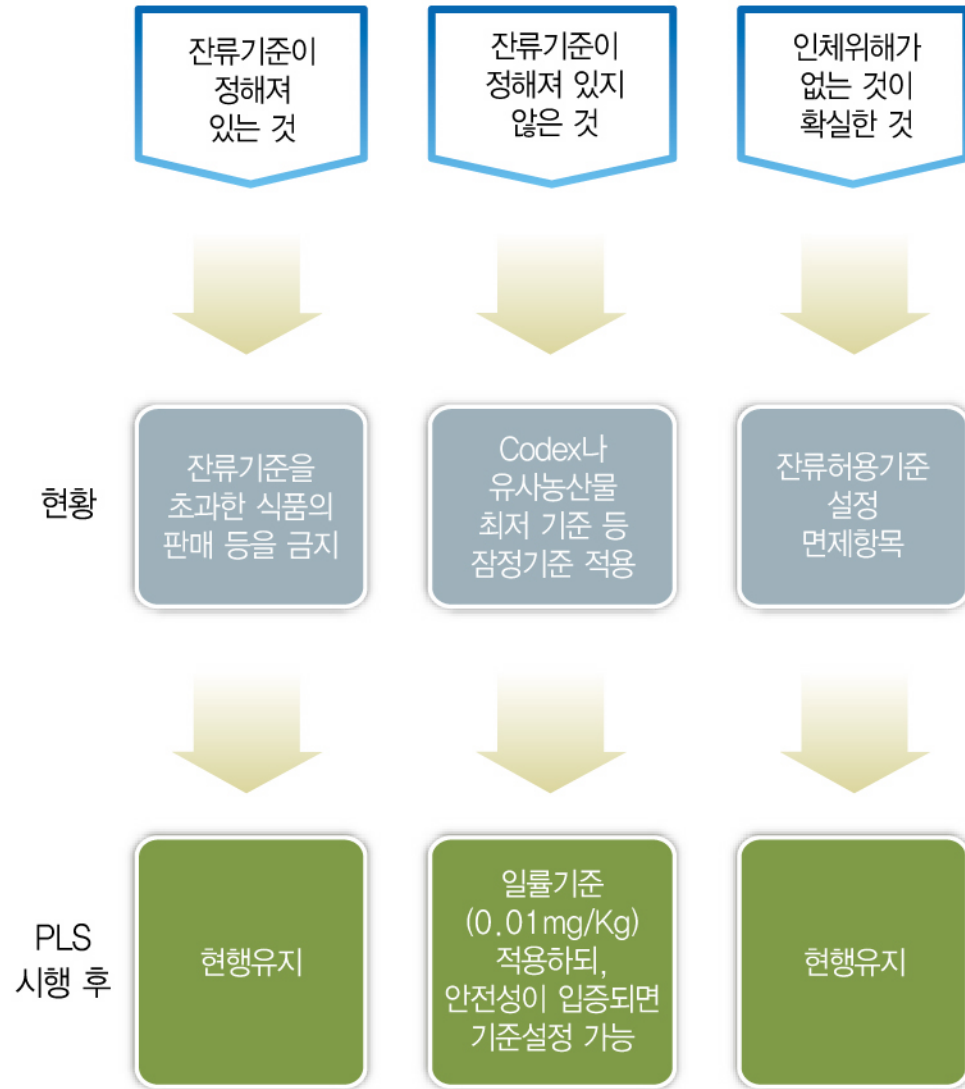 잔류기준이
정해져
있는 것
잔류기준이
정해져 있지
않은 것
인체위해가
없는 것이
확실한 것
현황
잔류기준을
초과한 식품의
판매 등을 금지
Codex나
유사농산물
최저 기준 등
잠정기준 적용
잔류허용기준
설정
면제항목
PLS
시행 후
현행유지
일률기준
(0.01mg/Kg)
적용하되,
안전성이 입증되면
기준설정 가능
현행유지